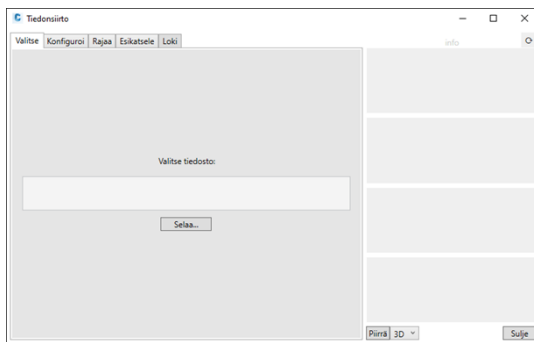 Tiedonsiirto
Valitse Konfiguroi Rajaa Esikatsele Loki
info
Valitse tiedosto:
Selaa...
Piirrä 3D Sulje